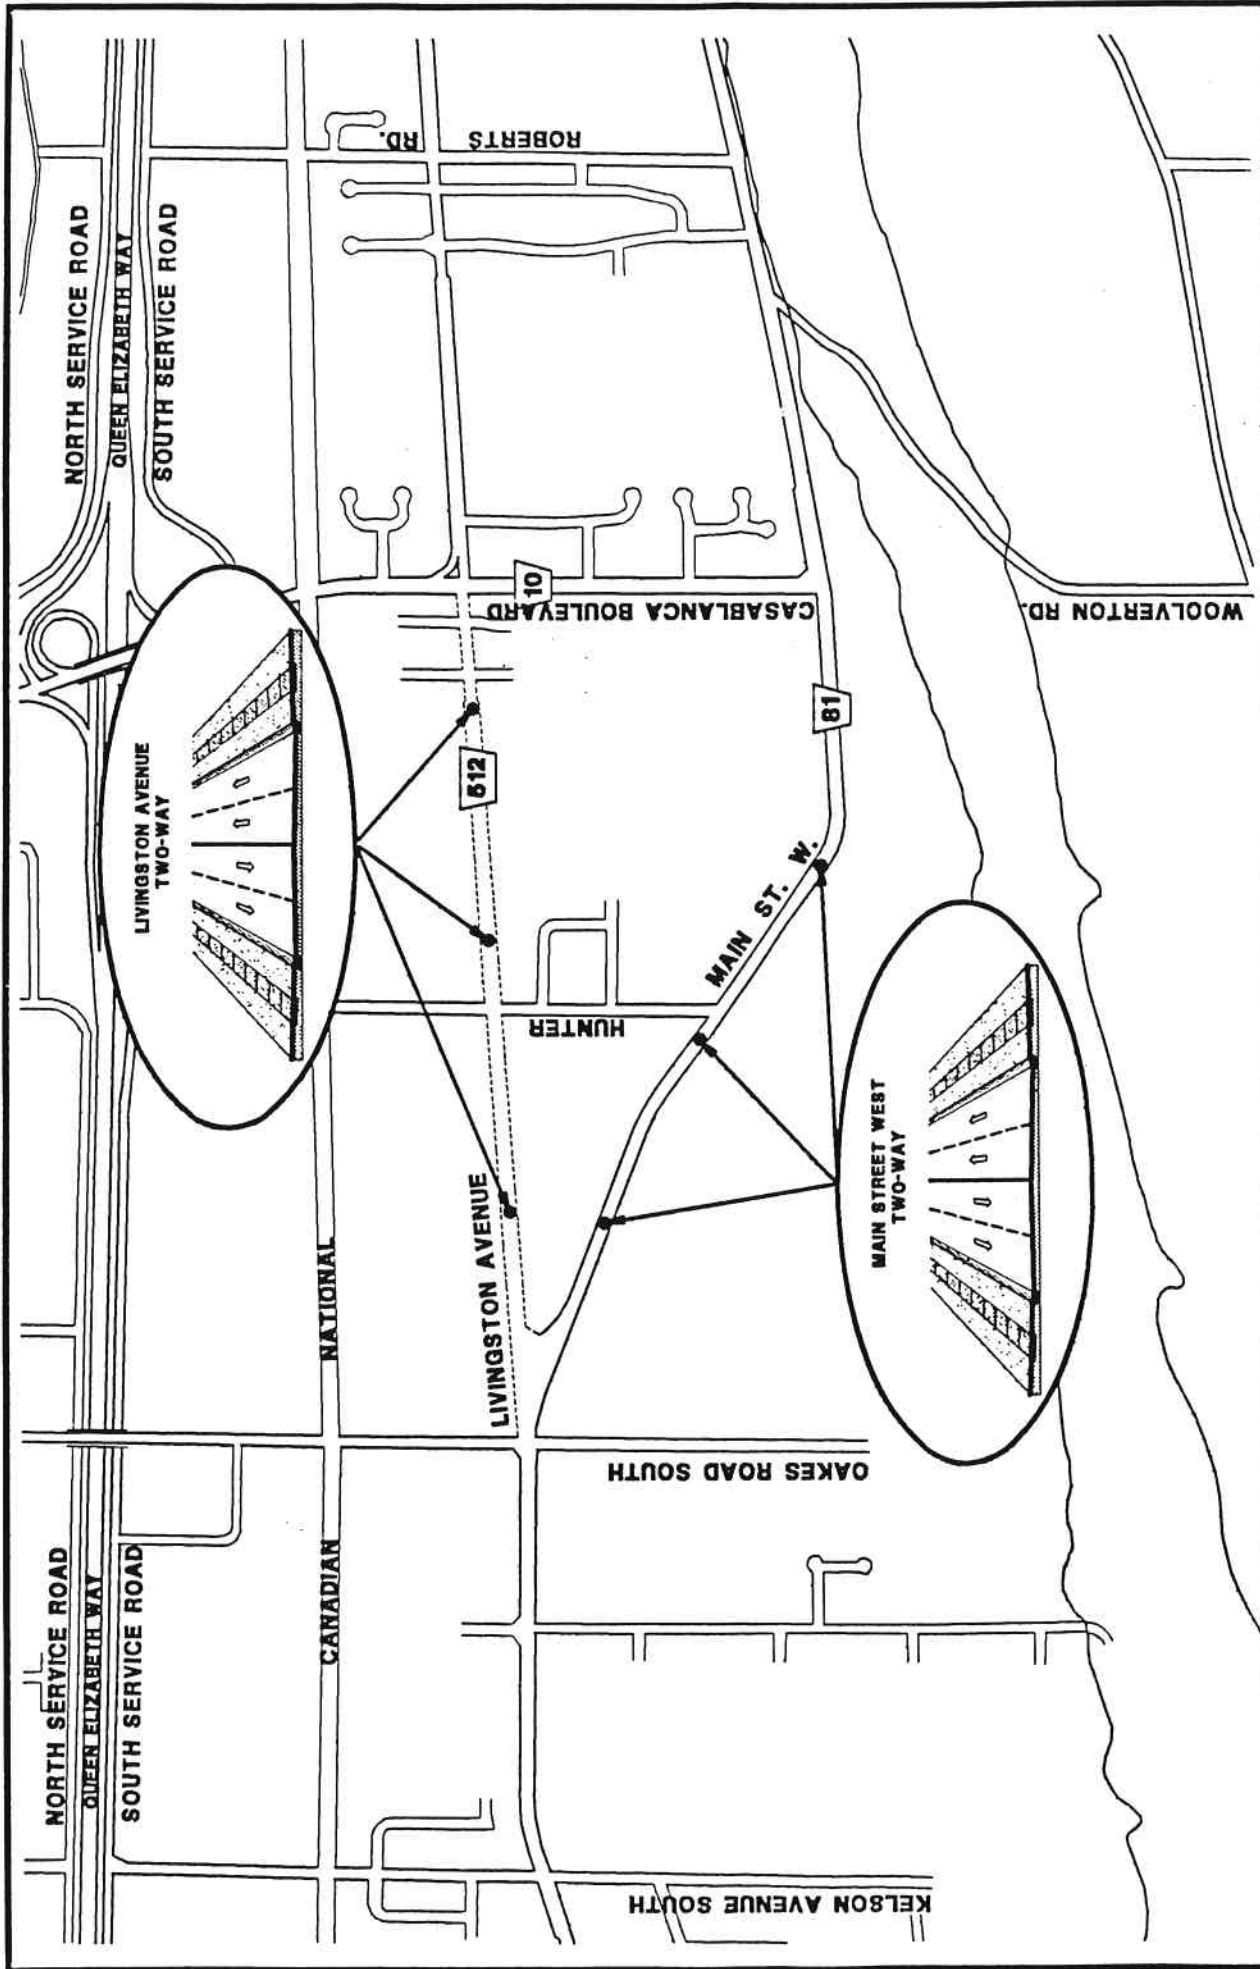 NORTH SERVICE ROAD
QUEEN ELIZABETH WAY
SOUTH SERVICE ROAD
NORTH SERVICE ROAD
QUEEN ELIZABETH WAY
SOUTH SERVICE ROAD
LIVINGSTON AVENUE
TWO-WAY
ROBERTS RD.
CANADIAN NATIONAL
LIVINGSTON AVENUE
512
10
CASABLANCA BOULEVARD
HUNTER
MAIN ST. W.
81
WOOLVERTON RD.
OAKES ROAD SOUTH
MAIN STREET WEST
TWO-WAY
KELSON AVENUE SOUTH